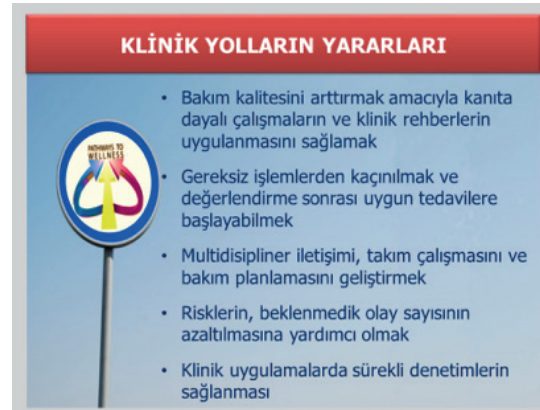 KLİNİK YOLLARIN YARARLARI
• Bakım kalitesini arttırmak amacıyla kanıta
dayalı çalışmaların ve klinik rehberlerin
uygulanmasını sağlamak
PATHWAYS TO
WELLNESS
• Gereksiz işlemlerden kaçınılmak ve
değerlendirme sonrası uygun tedavilere
başlayabilmek
• Multidisipliner iletişimi, takım çalışmasını ve
bakım planlamasını geliştirmek
• Risklerin, beklenmedik olay sayısının
azaltılmasına yardımcı olmak
• Klinik uygulamalarda sürekli denetimlerin
sağlanması